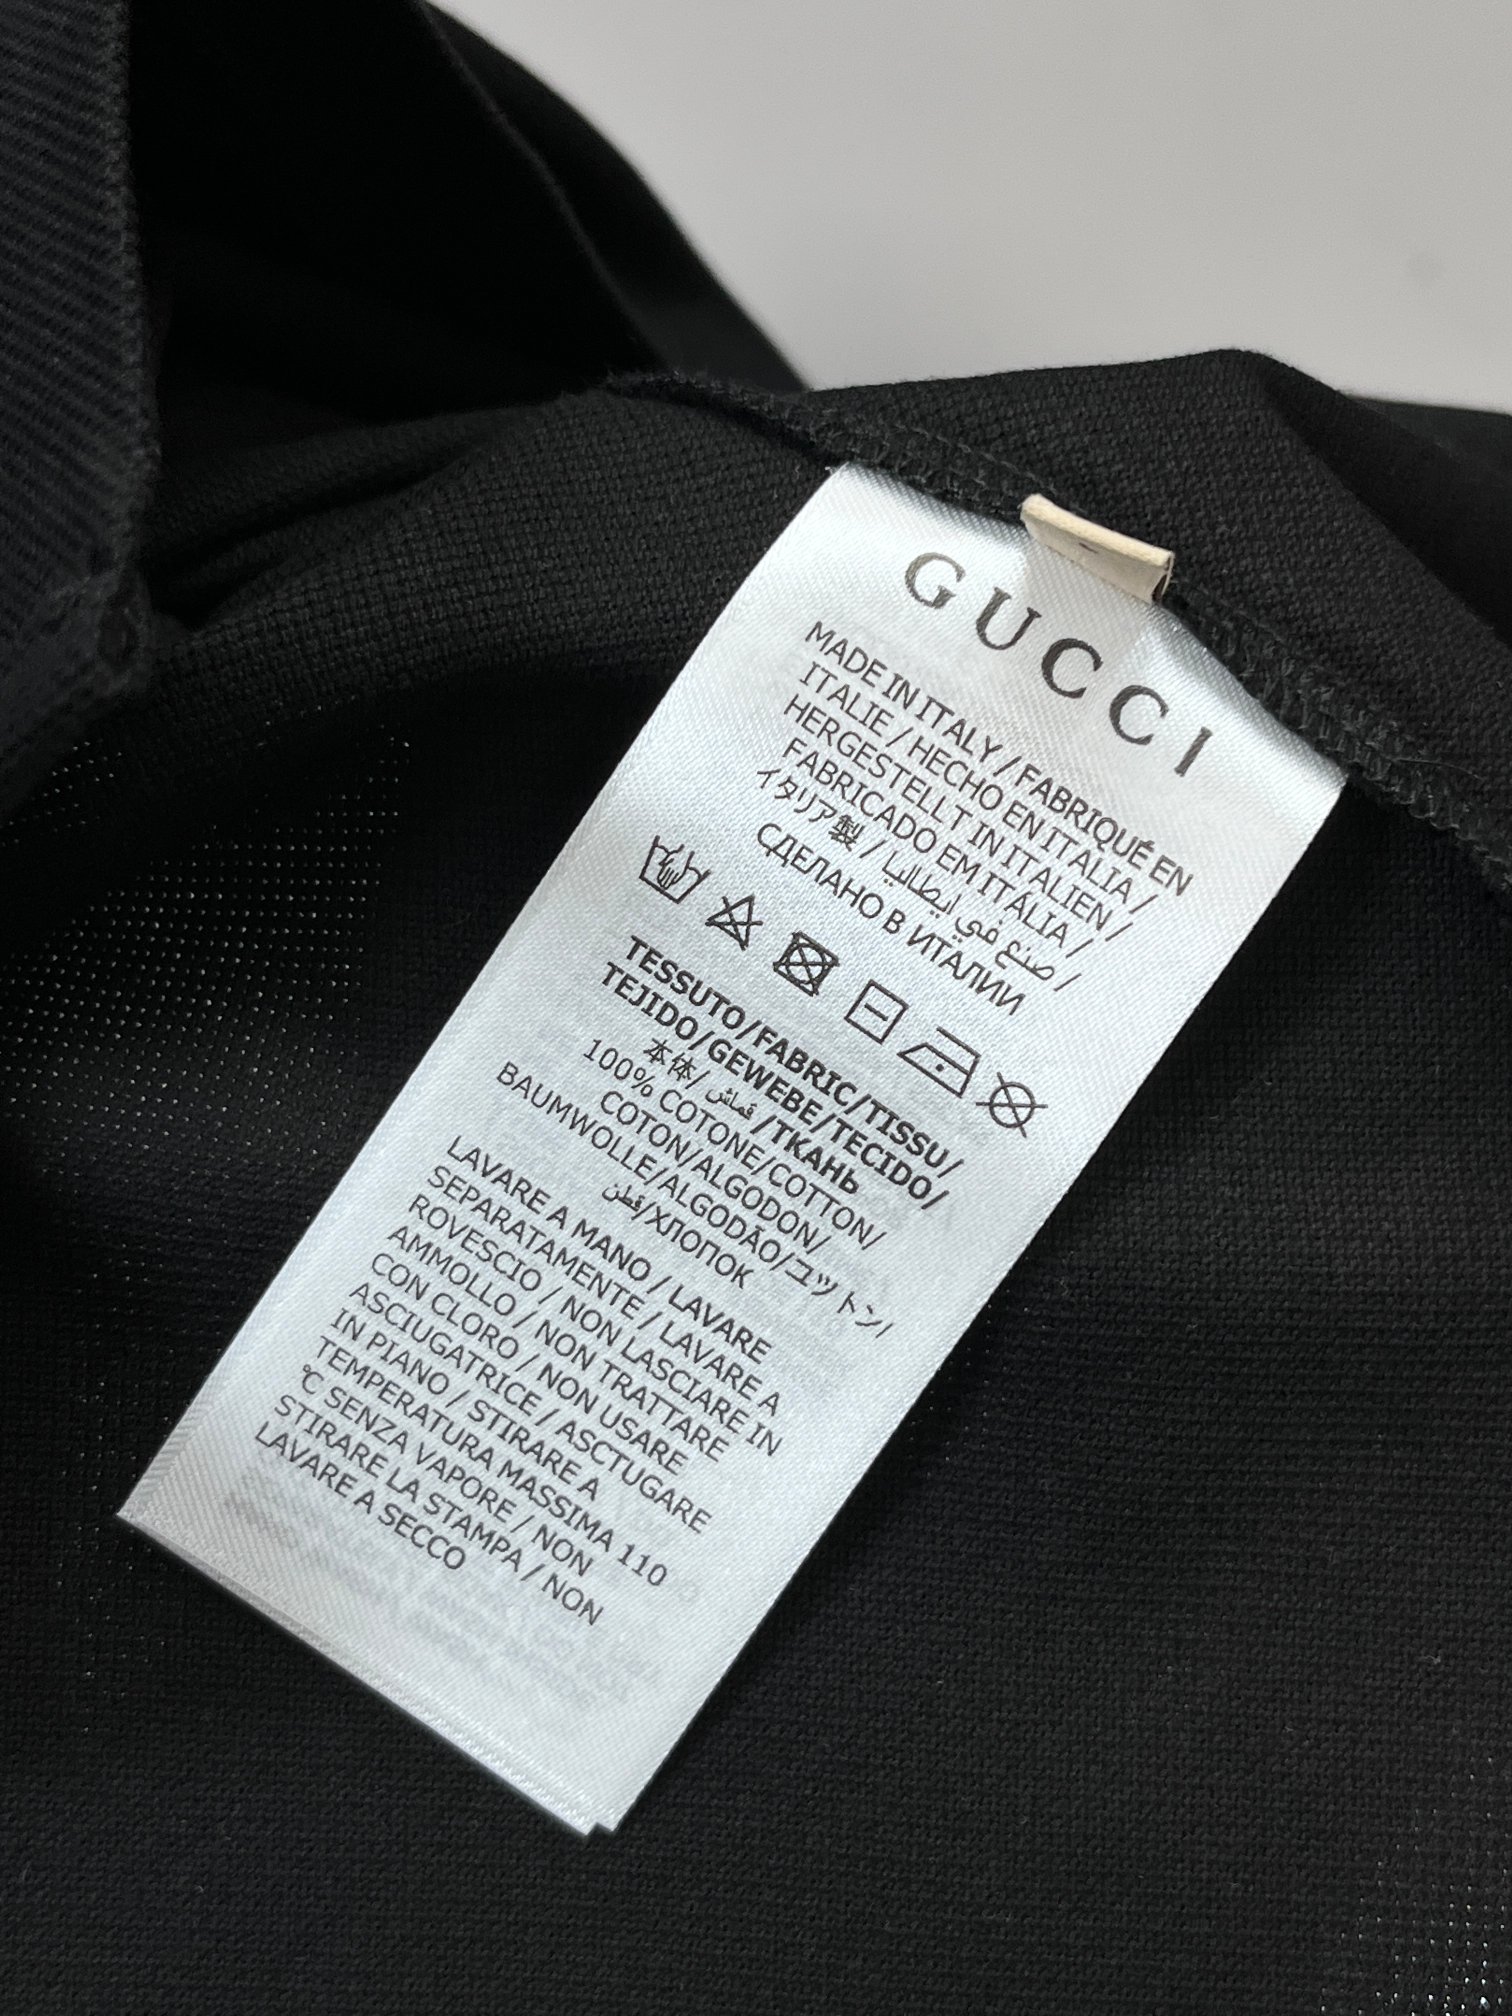 GUCCI
MADE IN ITALY / FABRIQUÉ EN
ITALIE / HECHO EN ITALIA /
HERGESTELLT IN ITALIEN /
FABRICADO EM ITÁLIA /
イタリア製 / صنع في ايطاليا /
СДЕЛАНО В ИТАЛИИ
TESSUTO/FABRIC/TISSU/
TEJIDO/GEWEBE/TECIDO/
本体/قماش/ТКАНЬ
100% COTONE/COTTON/
COTON/ALGODON/
BAUMWOLLE/ALGODÃO/コットン/
قطن/ХЛОПОК
LAVARE A MANO / LAVARE
SEPARATAMENTE / LAVARE A
ROVESCIO / NON LASCIARE IN
AMMOLLO / NON TRATTARE
CON CLORO / NON USARE
ASCIUGATRICE / ASCTUGARE
IN PIANO / STIRARE A
TEMPERATURA MASSIMA 110
℃ SENZA VAPORE / NON
STIRARE LA STAMPA / NON
LAVARE A SECCO